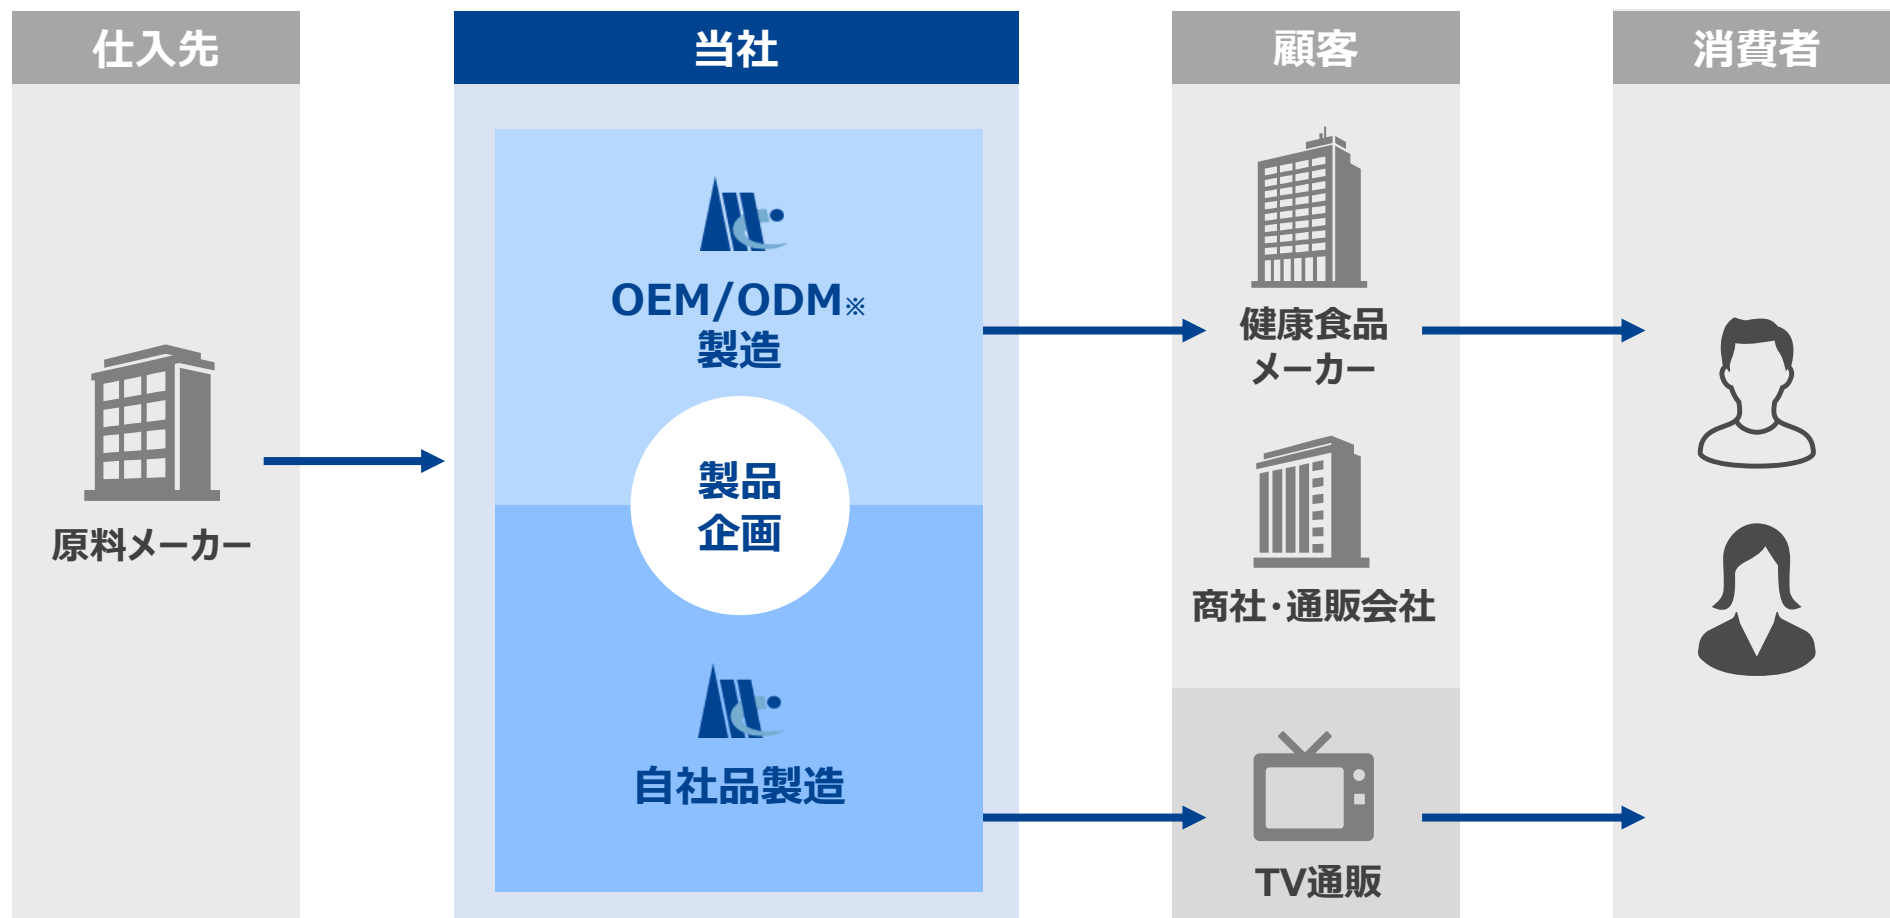 仕入先
原料メーカー
当社
OEM/ODM※
製造
製品
企画
自社品製造
顧客
健康食品
メーカー
商社・通販会社
TV通販
消費者